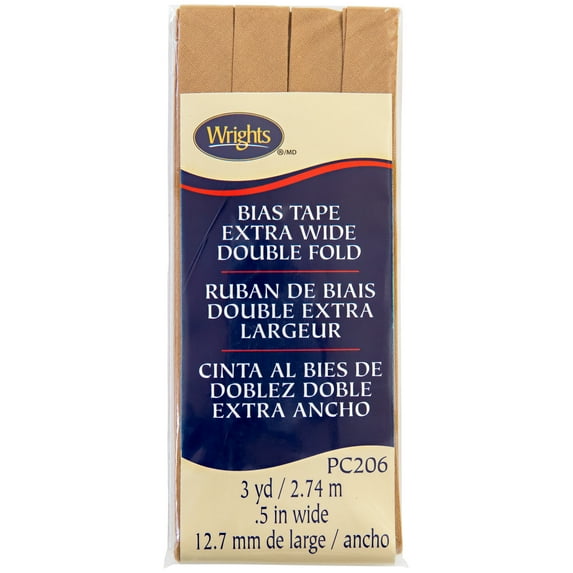 Wrights
®/MD
BIAS TAPE
EXTRA WIDE
DOUBLE FOLD
RUBAN DE BIAIS
DOUBLE EXTRA
LARGEUR
CINTA AL BIES DE
DOBLEZ DOBLE
EXTRA ANCHO
PC206
3 yd / 2.74 m
.5 in wide
12.7 mm de large / ancho